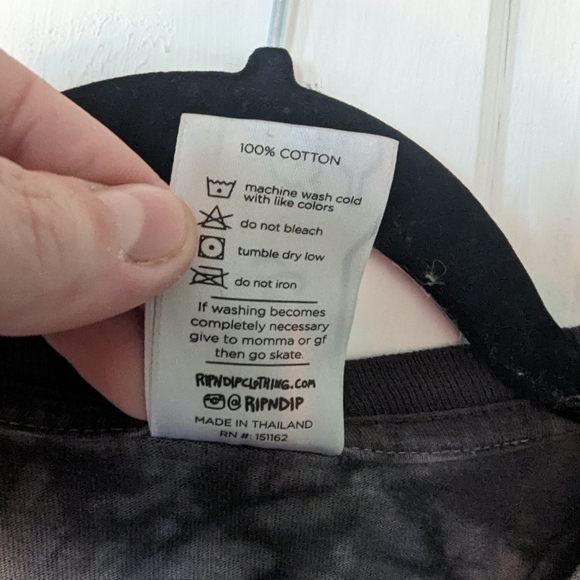 100% COTTON
machine wash cold
with like colors
do not bleach
tumble dry low
do not iron
If washing becomes
completely necessary
give to momma or gf
then go skate.
RIPNDIPCLOTHING.COM
@RIPNDIP
MADE IN THAILAND
RN #: 151162